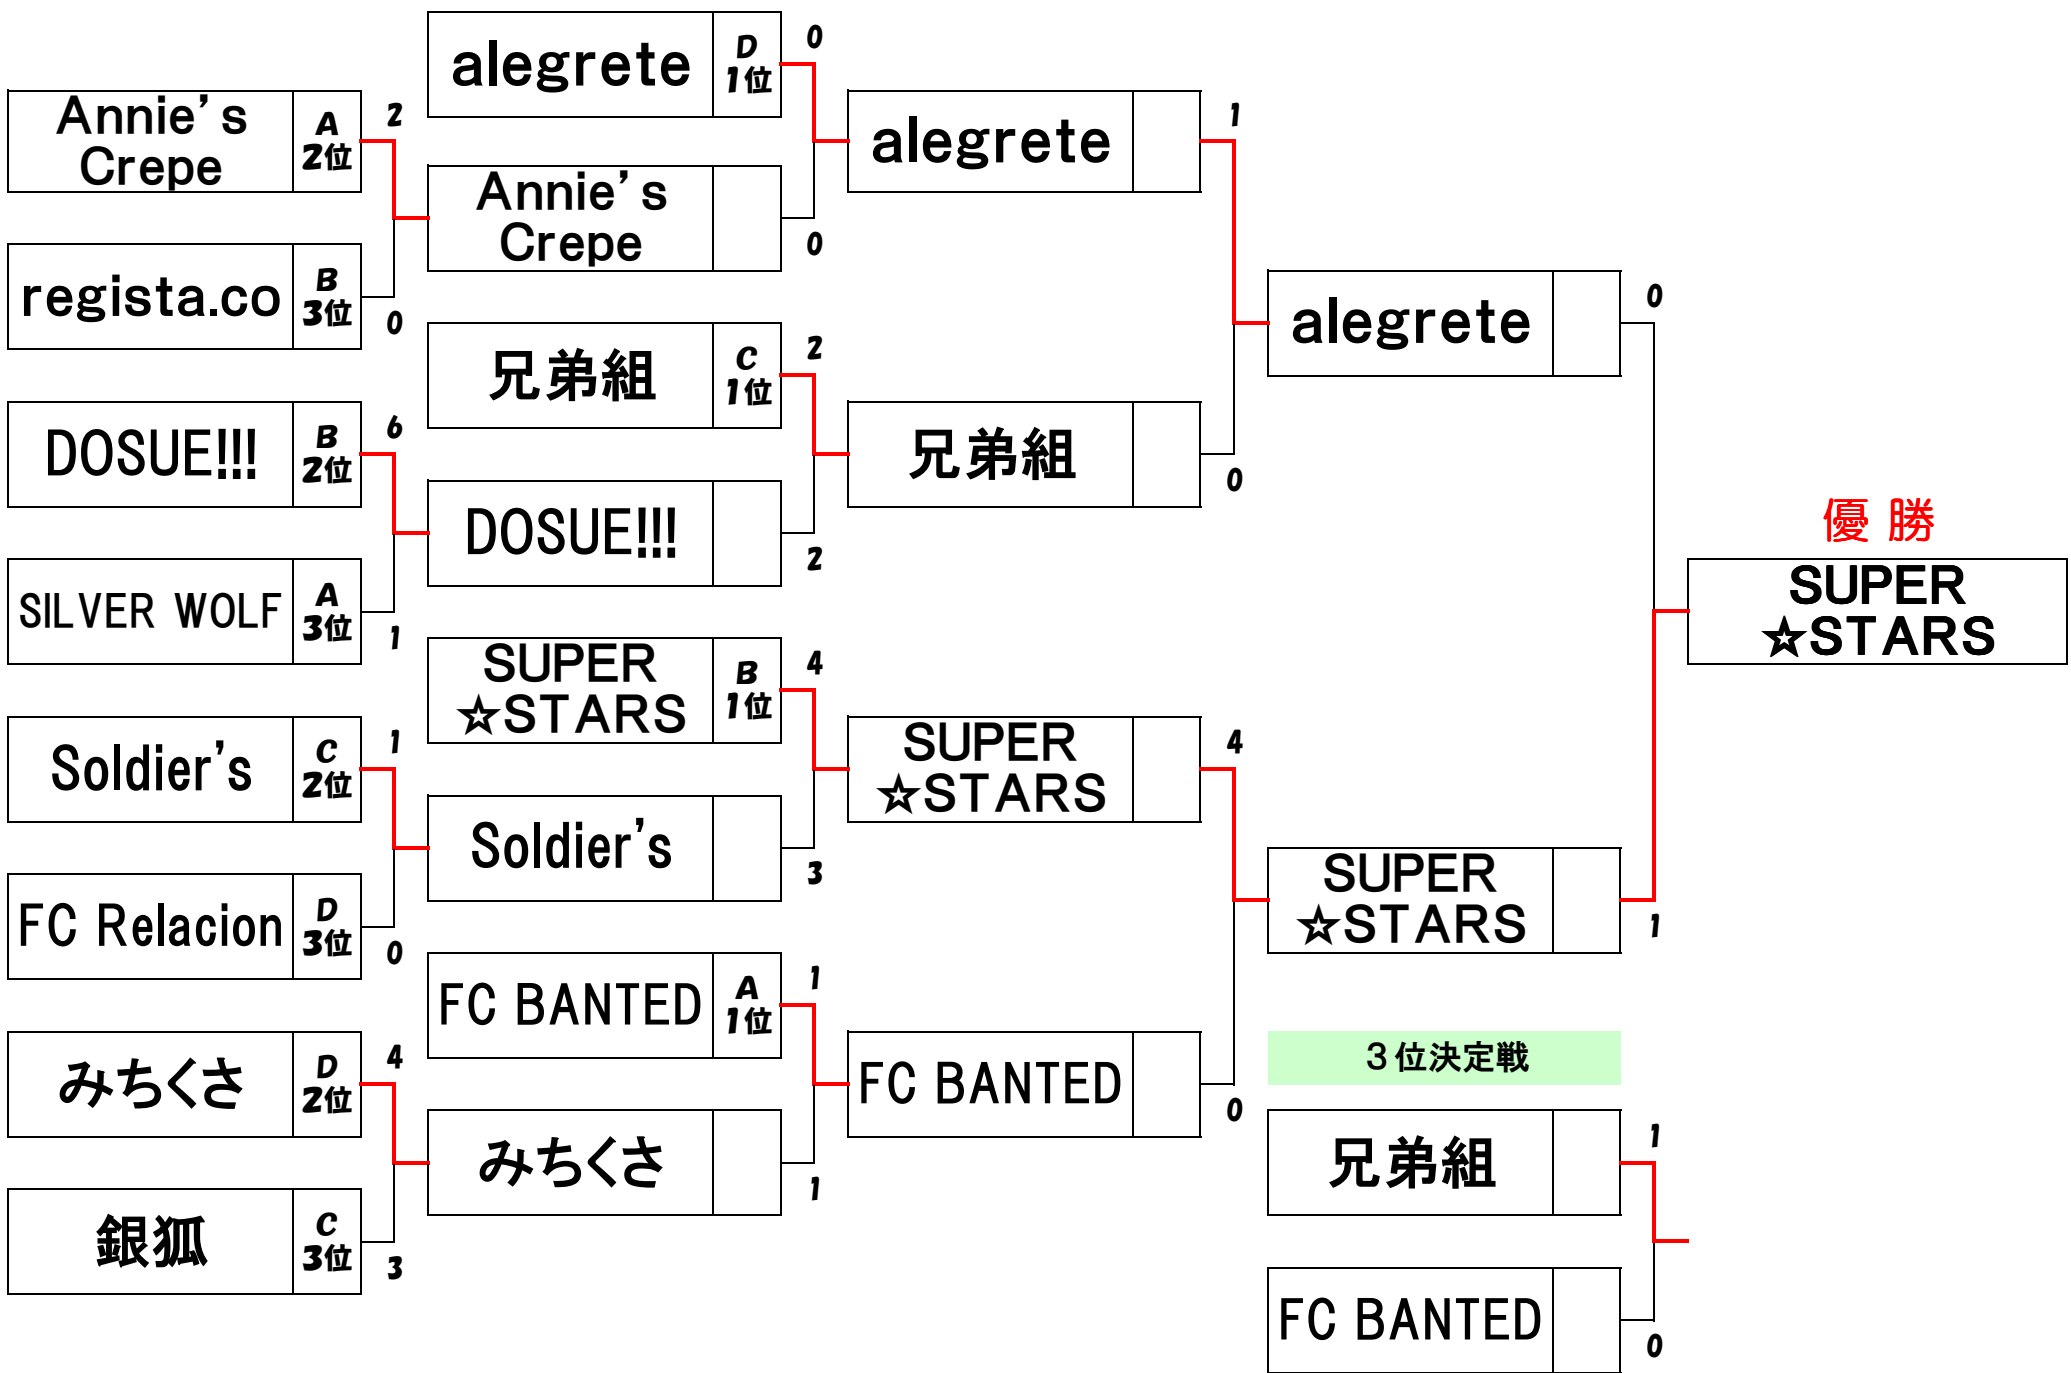 Annie's
Crepe
A
2位
2
regista.co
B
3位
0
DOSUE!!!
B
2位
6
SILVER WOLF
A
3位
1
Soldier's
C
2位
1
FC Relacion
D
3位
0
みちくさ
D
2位
4
銀狐
C
3位
3
alegrete
D
1位
0
Annie's
Crepe
0
兄弟組
C
1位
2
DOSUE!!!
2
SUPER
☆STARS
B
1位
4
Soldier's
3
FC BANTED
A
1位
1
みちくさ
1
alegrete
1
兄弟組
0
SUPER
☆STARS
4
FC BANTED
0
alegrete
0
SUPER
☆STARS
1
優勝
SUPER
☆STARS
3位決定戦
兄弟組
1
FC BANTED
0